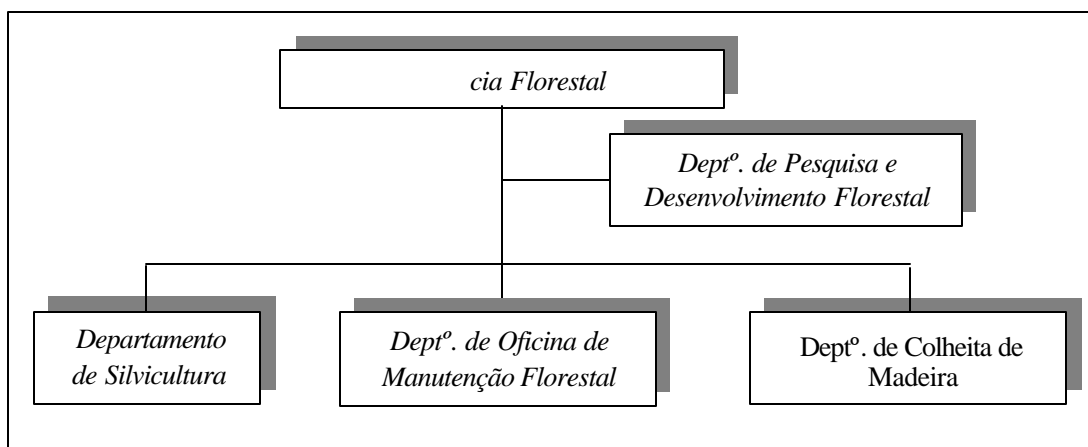 cia Florestal
Deptº. de Pesquisa e
Desenvolvimento Florestal
Departamento
de Silvicultura
Deptº. de Oficina de
Manutenção Florestal
Deptº. de Colheita de
Madeira